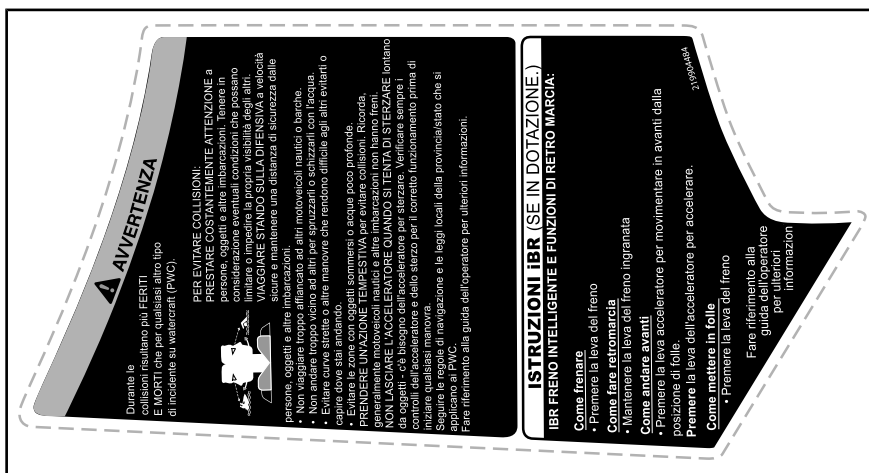 AVVERTENZA
Durante le
collisioni risultano più FERITI
E MORTI che per qualsiasi altro tipo
di incidente su watercraft (PWC).
PER EVITARE COLLISIONI:
PRESTARE COSTANTEMENTE ATTENZIONE a
persone, oggetti e altre imbarcazioni. Tenere in
considerazione eventuali condizioni che possano
limitare o impedire la propria visibilità degli altri.
VIAGGIARE STANDO SULLA DIFENSIVA a velocità
sicure e mantenere una distanza di sicurezza dalle
persone, oggetti e altre imbarcazioni.
• Non viaggiare troppo affiancato ad altri motoveicoli nautici o barche.
• Non andare troppo vicino ad altri per spruzzarli o schizzarli con l'acqua.
• Evitare curve strette o altre manovre che rendono difficile agli altri evitarti o
capire dove stai andando.
• Evitare le zone con oggetti sommersi o acque poco profonde.
PRENDERE UN'AZIONE TEMPESTIVA per evitare collisioni. Ricorda,
generalmente motoveicoli nautici e altre imbarcazioni non hanno freni.
NON LASCIARE L'ACCELERATORE QUANDO SI TENTA DI STERZARE lontano
da oggetti - c'è bisogno dell'acceleratore per sterzare. Verificare sempre i
controlli dell'acceleratore e dello sterzo per il corretto funzionamento prima di
iniziare qualsiasi manovra.
Seguire le regole di navigazione e le leggi locali della provincia/stato che si
applicano ai PWC.
Fare riferimento alla guida dell'operatore per ulteriori informazioni.
ISTRUZIONI iBR (SE IN DOTAZIONE.)
IBR FRENO INTELLIGENTE E FUNZIONI DI RETRO MARCIA:
Come frenare
• Premere la leva del freno
Come fare retromarcia
• Mantenere la leva del freno ingranata
Come andare avanti
• Premere la leva acceleratore per movimentare in avanti dalla
posizione di folle.
Premere la leva dell'acceleratore per accelerare.
Come mettere in folle
• Premere la leva del freno
Fare riferimento alla
guida dell'operatore
per ulteriori
informazion
219904484